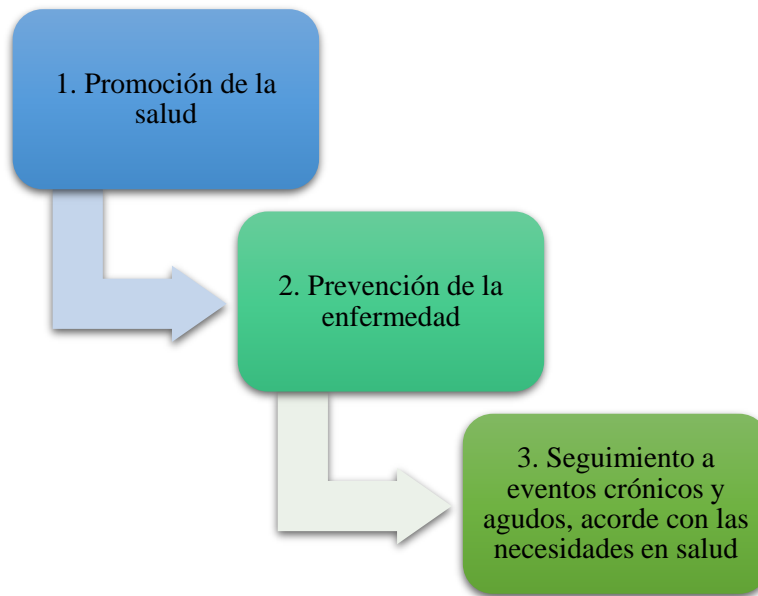 1. Promoción de la
salud
2. Prevención de la
enfermedad
3. Seguimiento a
eventos crónicos y
agudos, acorde con las
necesidades en salud